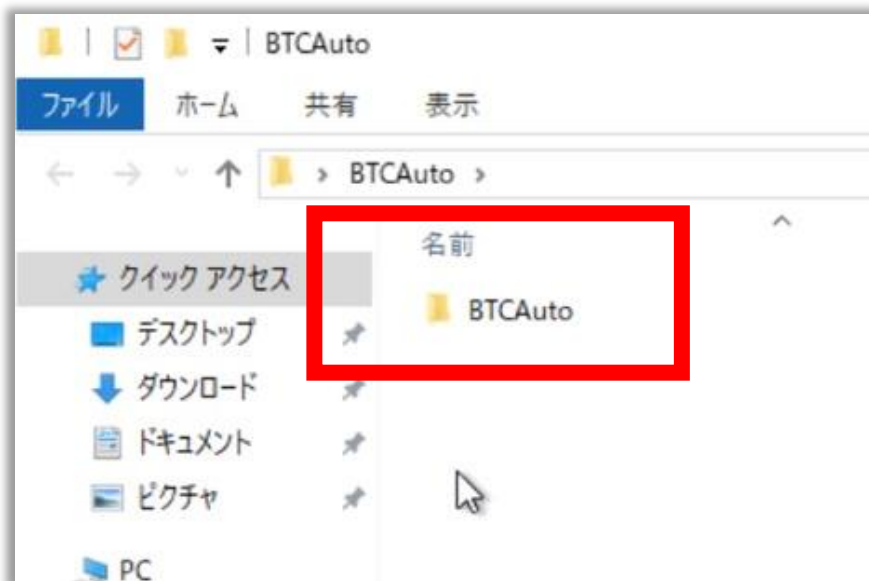 BTCAuto
ファイル ホーム 共有 表示
BTCAuto
名前
クイック アクセス
BTCAuto
デスクトップ
ダウンロード
ドキュメント
ピクチャ
PC